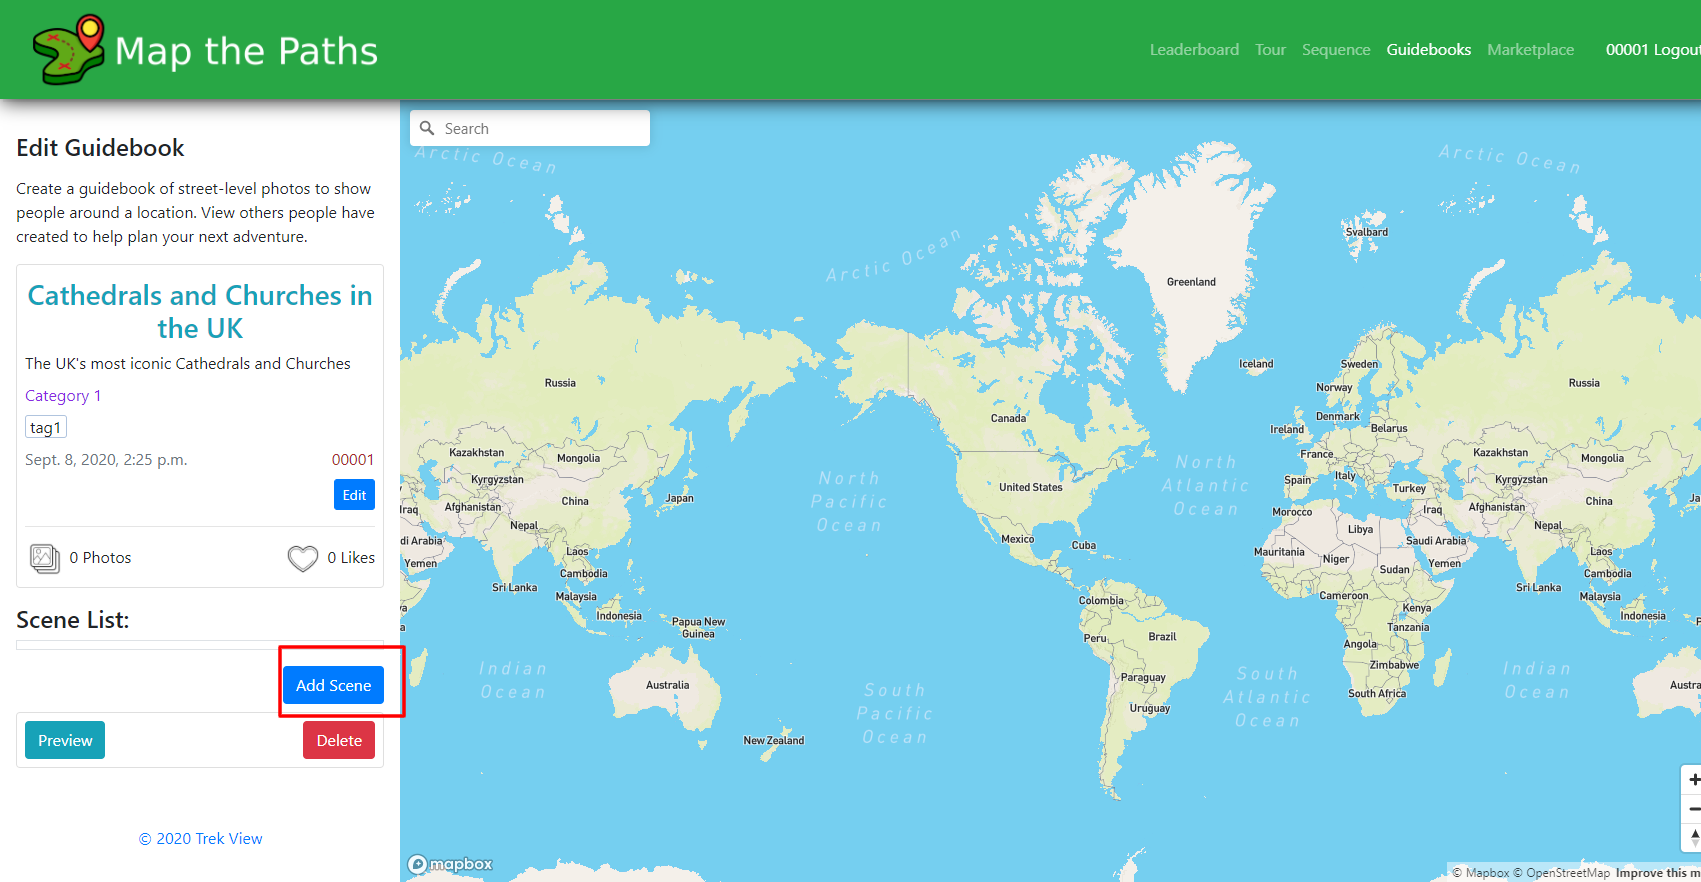 Map the Paths
Leaderboard Tour Sequence Guidebooks Marketplace 00001 Logout
Edit Guidebook
Create a guidebook of street-level photos to show
people around a location. View others people have
created to help plan your next adventure.
Cathedrals and Churches in
the UK
The UK's most iconic Cathedrals and Churches
Category 1
tag1
Sept. 8, 2020, 2:25 p.m. 00001
Edit
0 Photos 0 Likes
Scene List:
Add Scene
Preview Delete
© 2020 Trek View
Search
Arctic Ocean
Arctic Ocean
Arctic Ocean
Svalbard
Greenland
Iceland
Sweden
Russia
Norway
Russia
Canada
Denmark
Ireland
Belarus
Kazakhstan
Mongolia
France
Kazakhstan
Mongolia
Kyrgyzstan
North
Pacific
Ocean
North
Atlantic
Ocean
Italy
Spain
Kyrgyzstan
China
Japan
United States
Turkey
China
Ja
Iraq
Afghanistan
Morocco
Iraq
Afghanistan
Nepal
Libya
Nepal
di Arabia
Mexico
Cuba
Saudi Arabia
Yemen
Laos
Mauritania
Niger
Sudan
Yemen
Laos
Cambodia
Cambodia
Sri Lanka
Malaysia
Sri Lanka
Malaysia
Colombia
Cameroon
Kenya
Indonesia
Papua New
Guinea
Indonesia
P
ya
a
Peru
Brazil
Tanzania
Angola
Zimbabwe
Indian
Ocean
Australia
Paraguay
South
Atlantic
Ocean
South Africa
Indian
Ocean
Austra
South
Pacific
Ocean
Uruguay
New Zealand
mapbox
© Mapbox © OpenStreetMap Improve this m